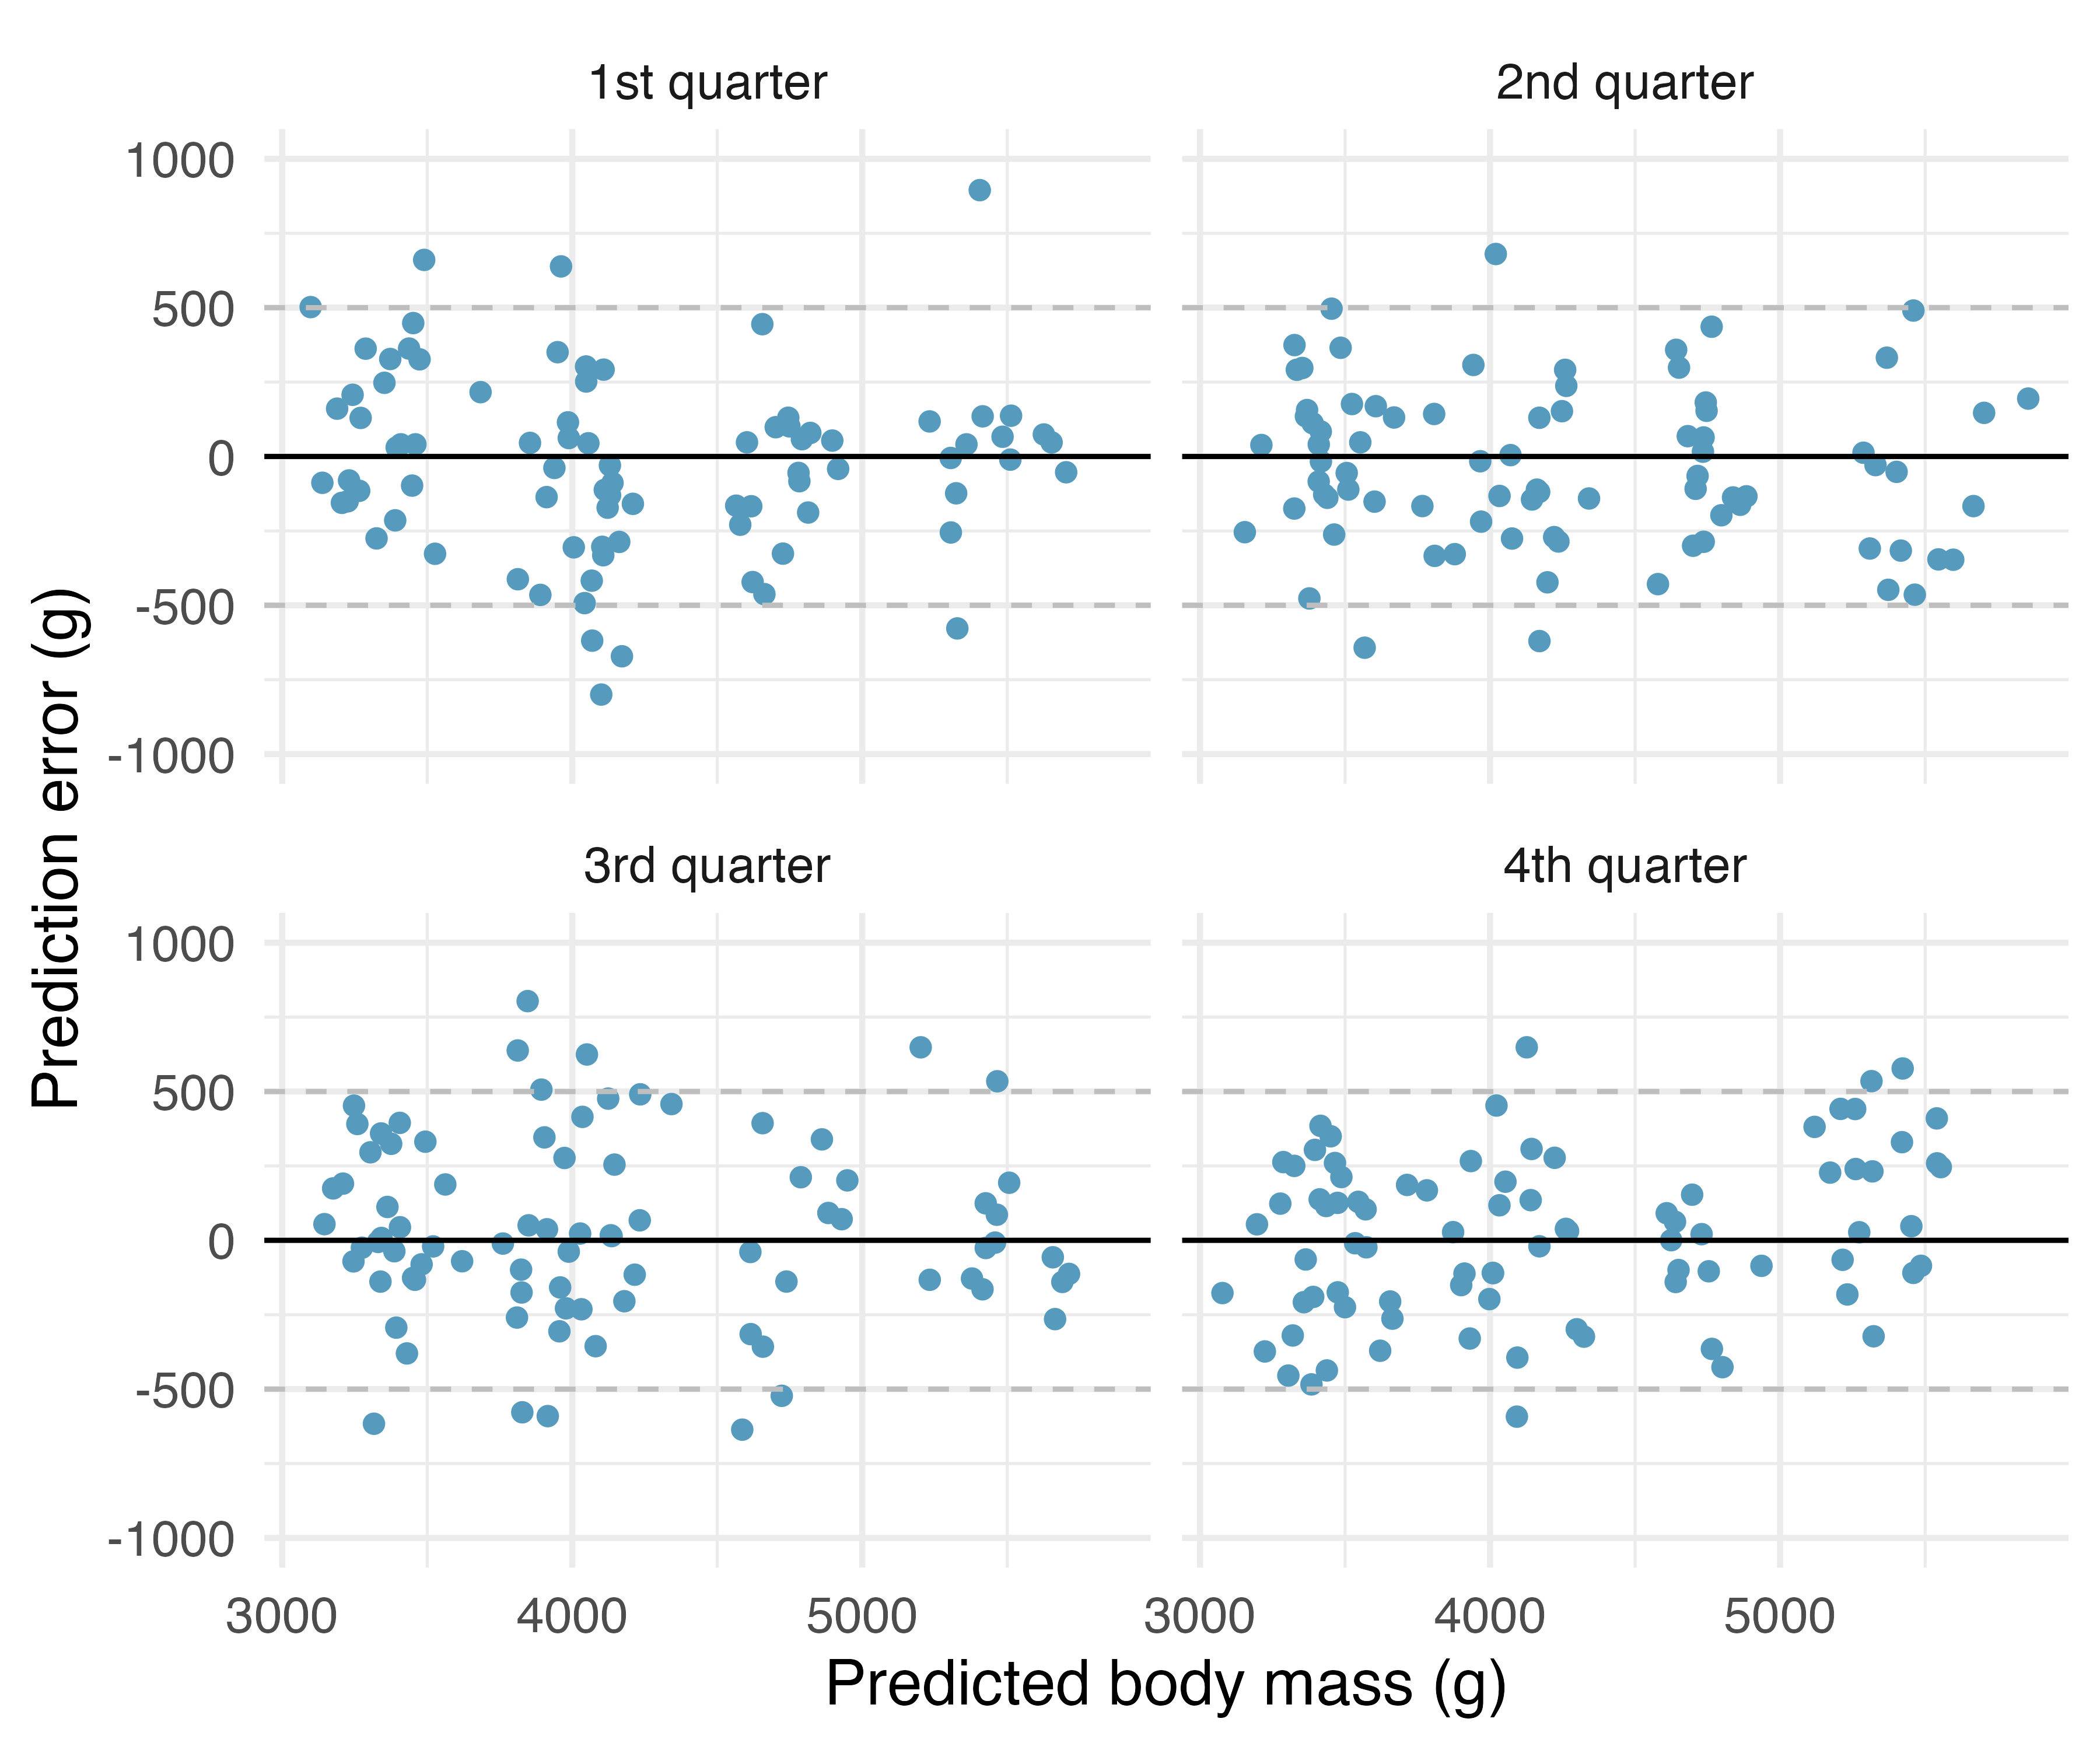 1st quarter
2nd quarter
1000
500
0
-500
-1000
3rd quarter
4th quarter
1000
500
0
-500
-1000
3000
4000
5000
3000
4000
5000
Predicted body mass (g)
Prediction error (g)